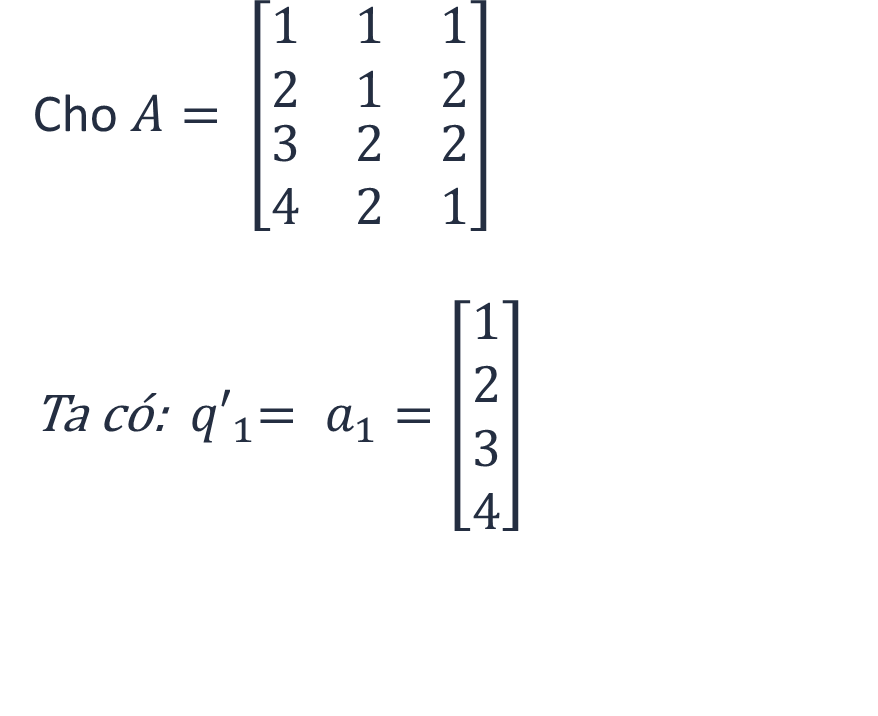 Cho A = [1 1 1
2 1 2
3 2 2
4 2 1]
Ta có: q'₁= a₁ = [1
2
3
4]